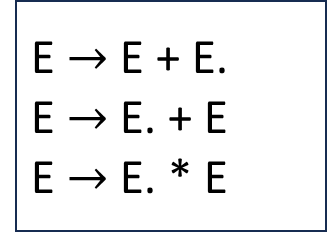 E → E + E.
E → E. + E
E → E. * E